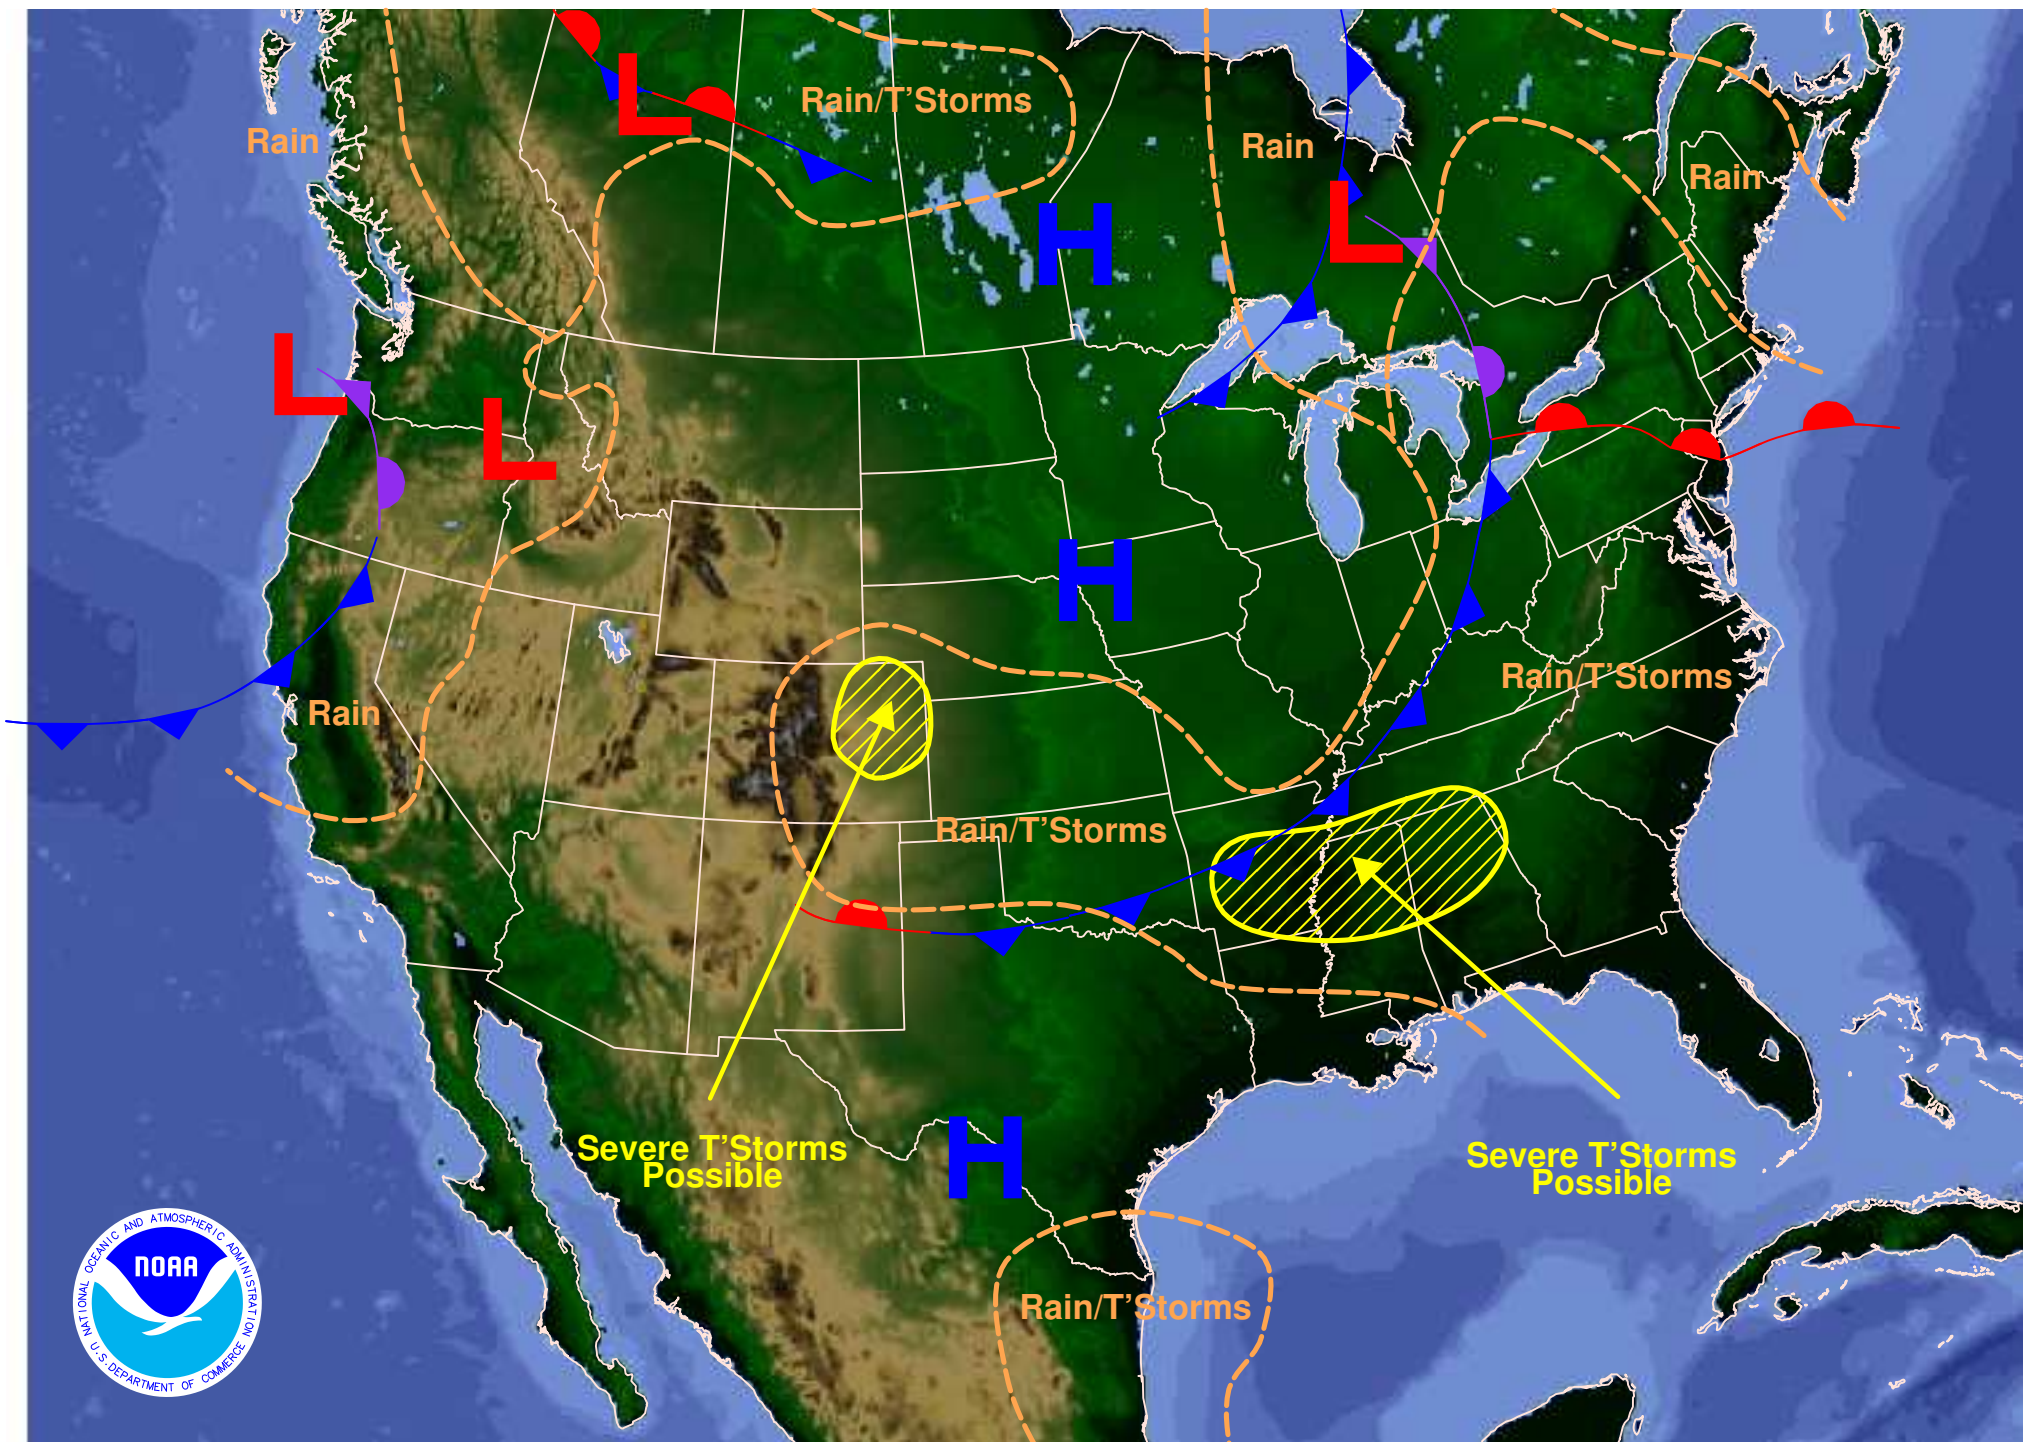 L
Rain/T'Storms
Rain
Rain
Rain
L
H
L
L
H
Rain/T'Storms
Rain
Rain/T'Storms
H
Severe T'Storms
Possible
Severe T'Storms
Possible
Rain/T'Storms
NATIONAL OCEANIC AND ATMOSPHERIC ADMINISTRATION
NOAA
U.S. DEPARTMENT OF COMMERCE